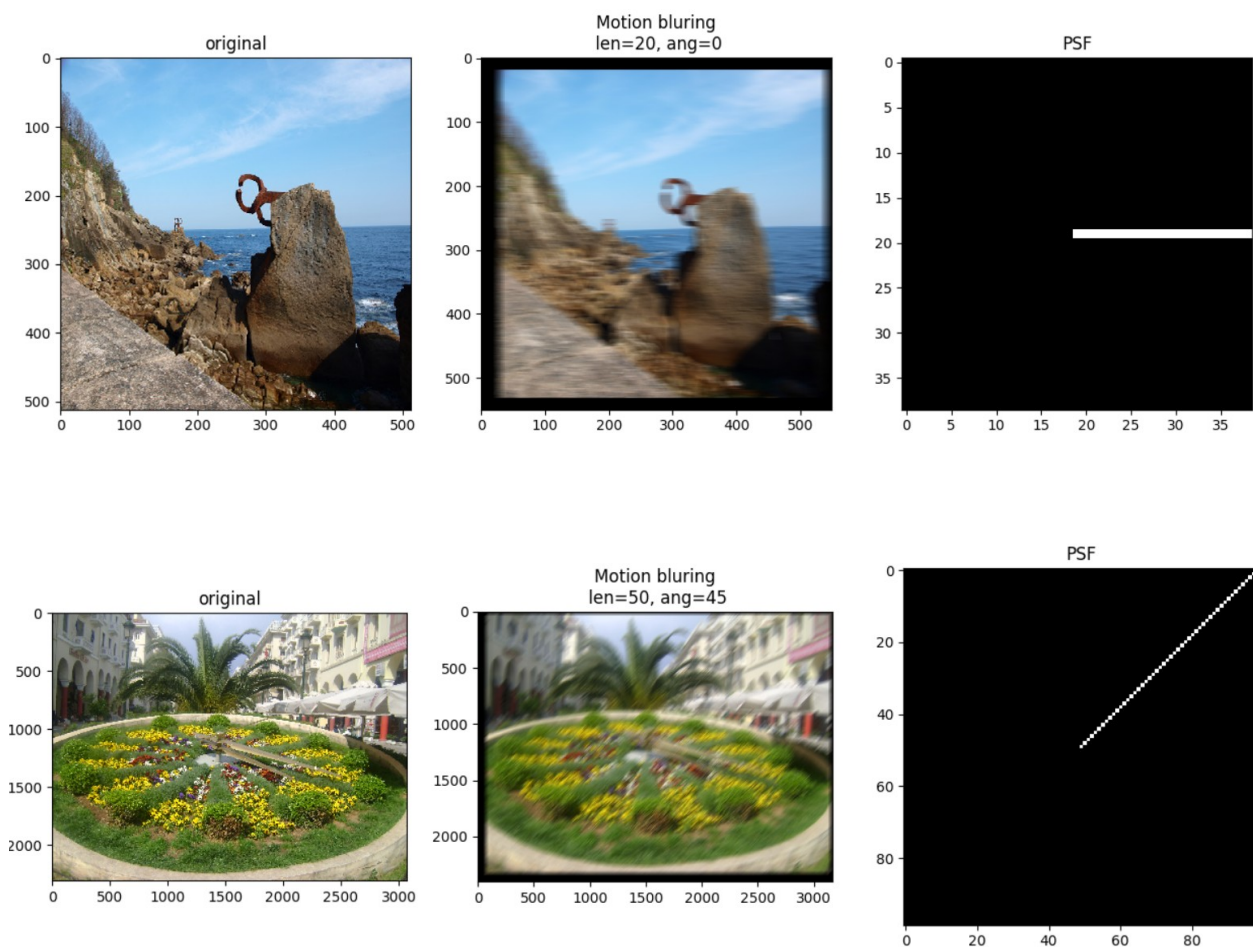 original
Motion bluring
len=20, ang=0
PSF
0
100
200
300
400
500
0 100 200 300 400 500
0
100
200
300
400
500
0 100 200 300 400 500
0
5
10
15
20
25
30
35
0 5 10 15 20 25 30 35
original
Motion bluring
len=50, ang=45
PSF
0
500
1000
1500
2000
0 500 1000 1500 2000 2500 3000
0
500
1000
1500
2000
0 500 1000 1500 2000 2500 3000
0
20
40
60
80
0 20 40 60 80